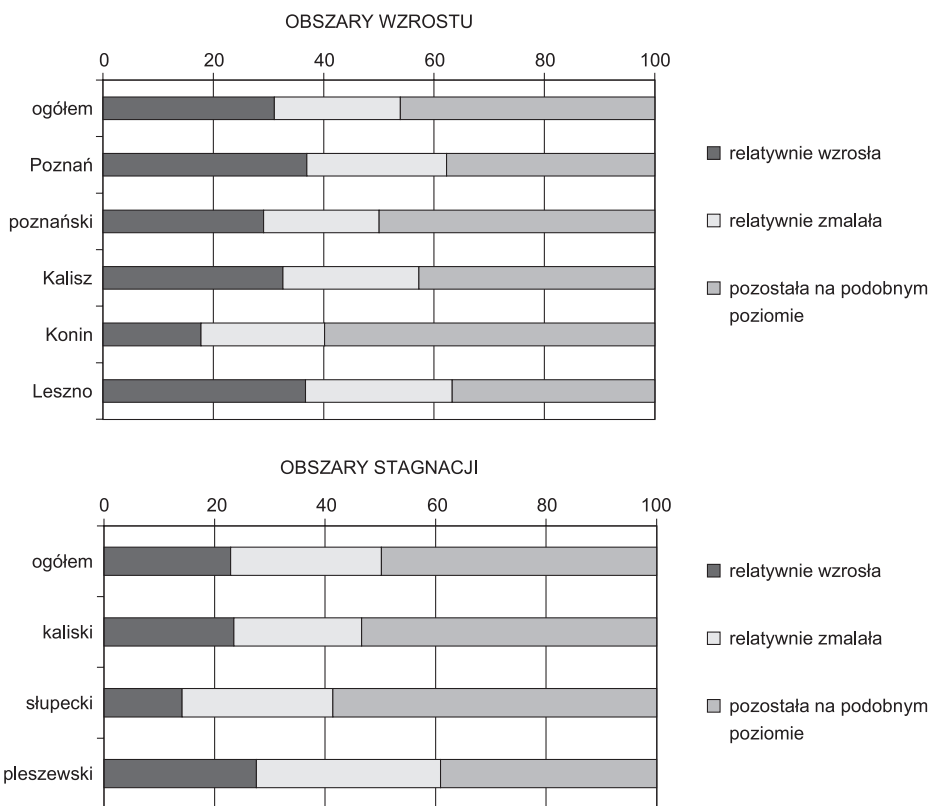 OBSZARY WZROSTU
0 20 40 60 80 100
ogółem
Poznań
poznański
Kalisz
Konin
Leszno
relatywnie wzrosła
relatywnie zmalała
pozostała na podobnym
poziomie
OBSZARY STAGNACJI
0 20 40 60 80 100
ogółem
kaliski
słupecki
pleszewski
relatywnie wzrosła
relatywnie zmalała
pozostała na podobnym
poziomie